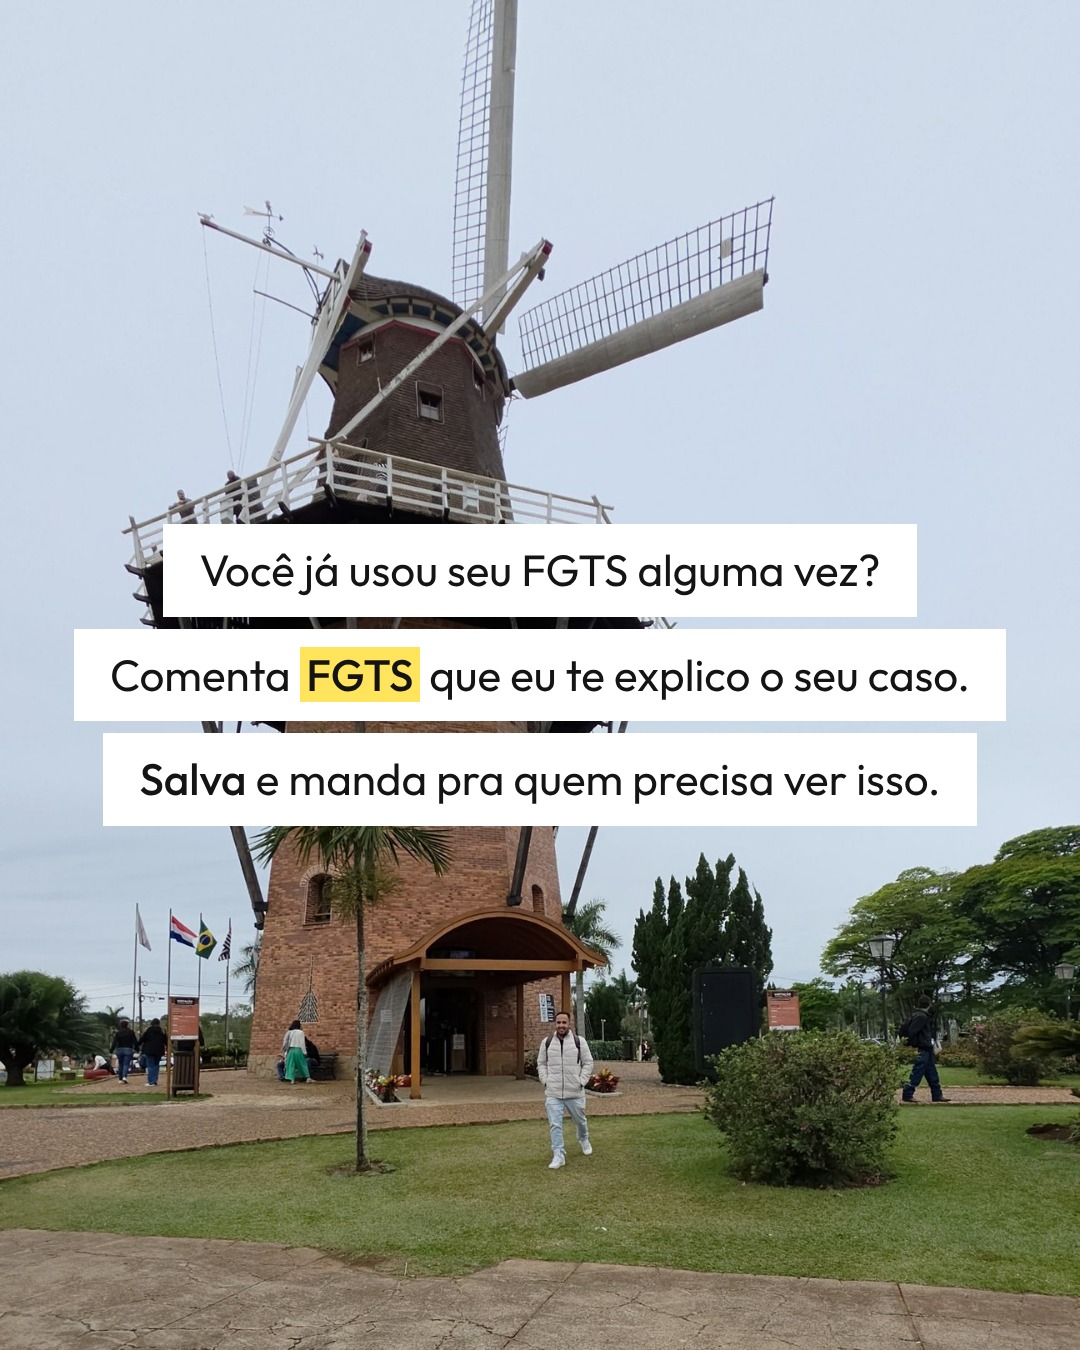 Você já usou seu FGTS alguma vez?
Comenta FGTS que eu te explico o seu caso.
Salva e manda pra quem precisa ver isso.